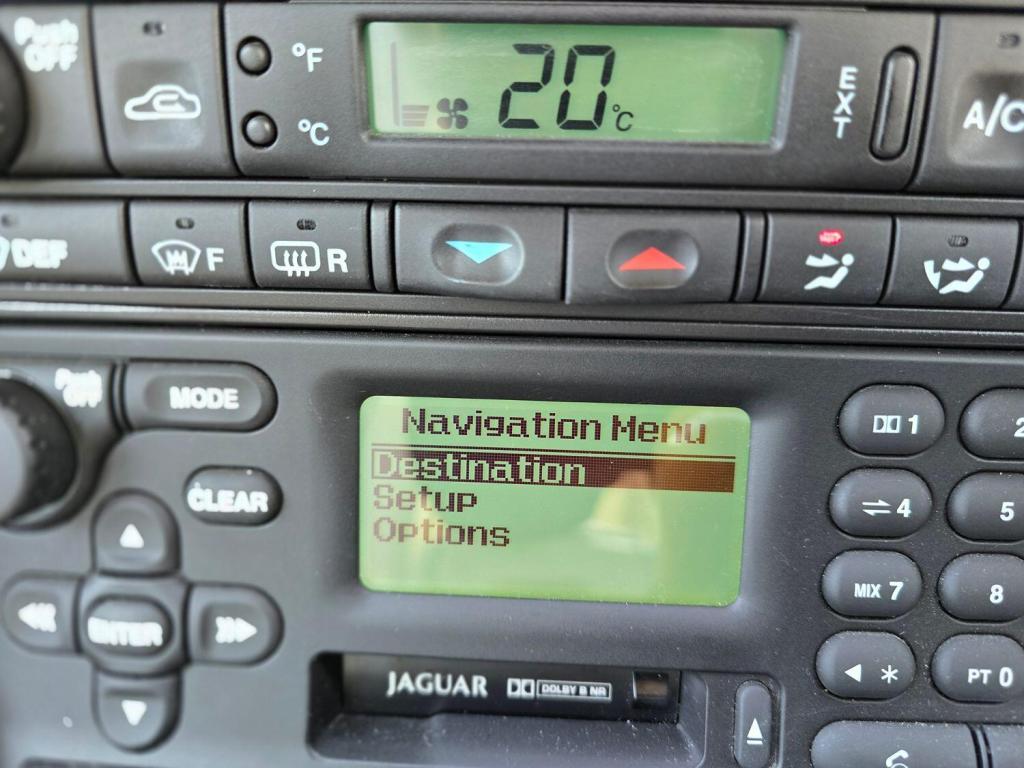 Push
OFF
°F
°C
20°C
EXT
A/C
DEF
F
R
Push
OFF
MODE
CLEAR
ENTER
Navigation Menu
Destination
Setup
Options
JAGUAR
DOLBY B NR
1
2
4
5
MIX 7
8
*
PT 0